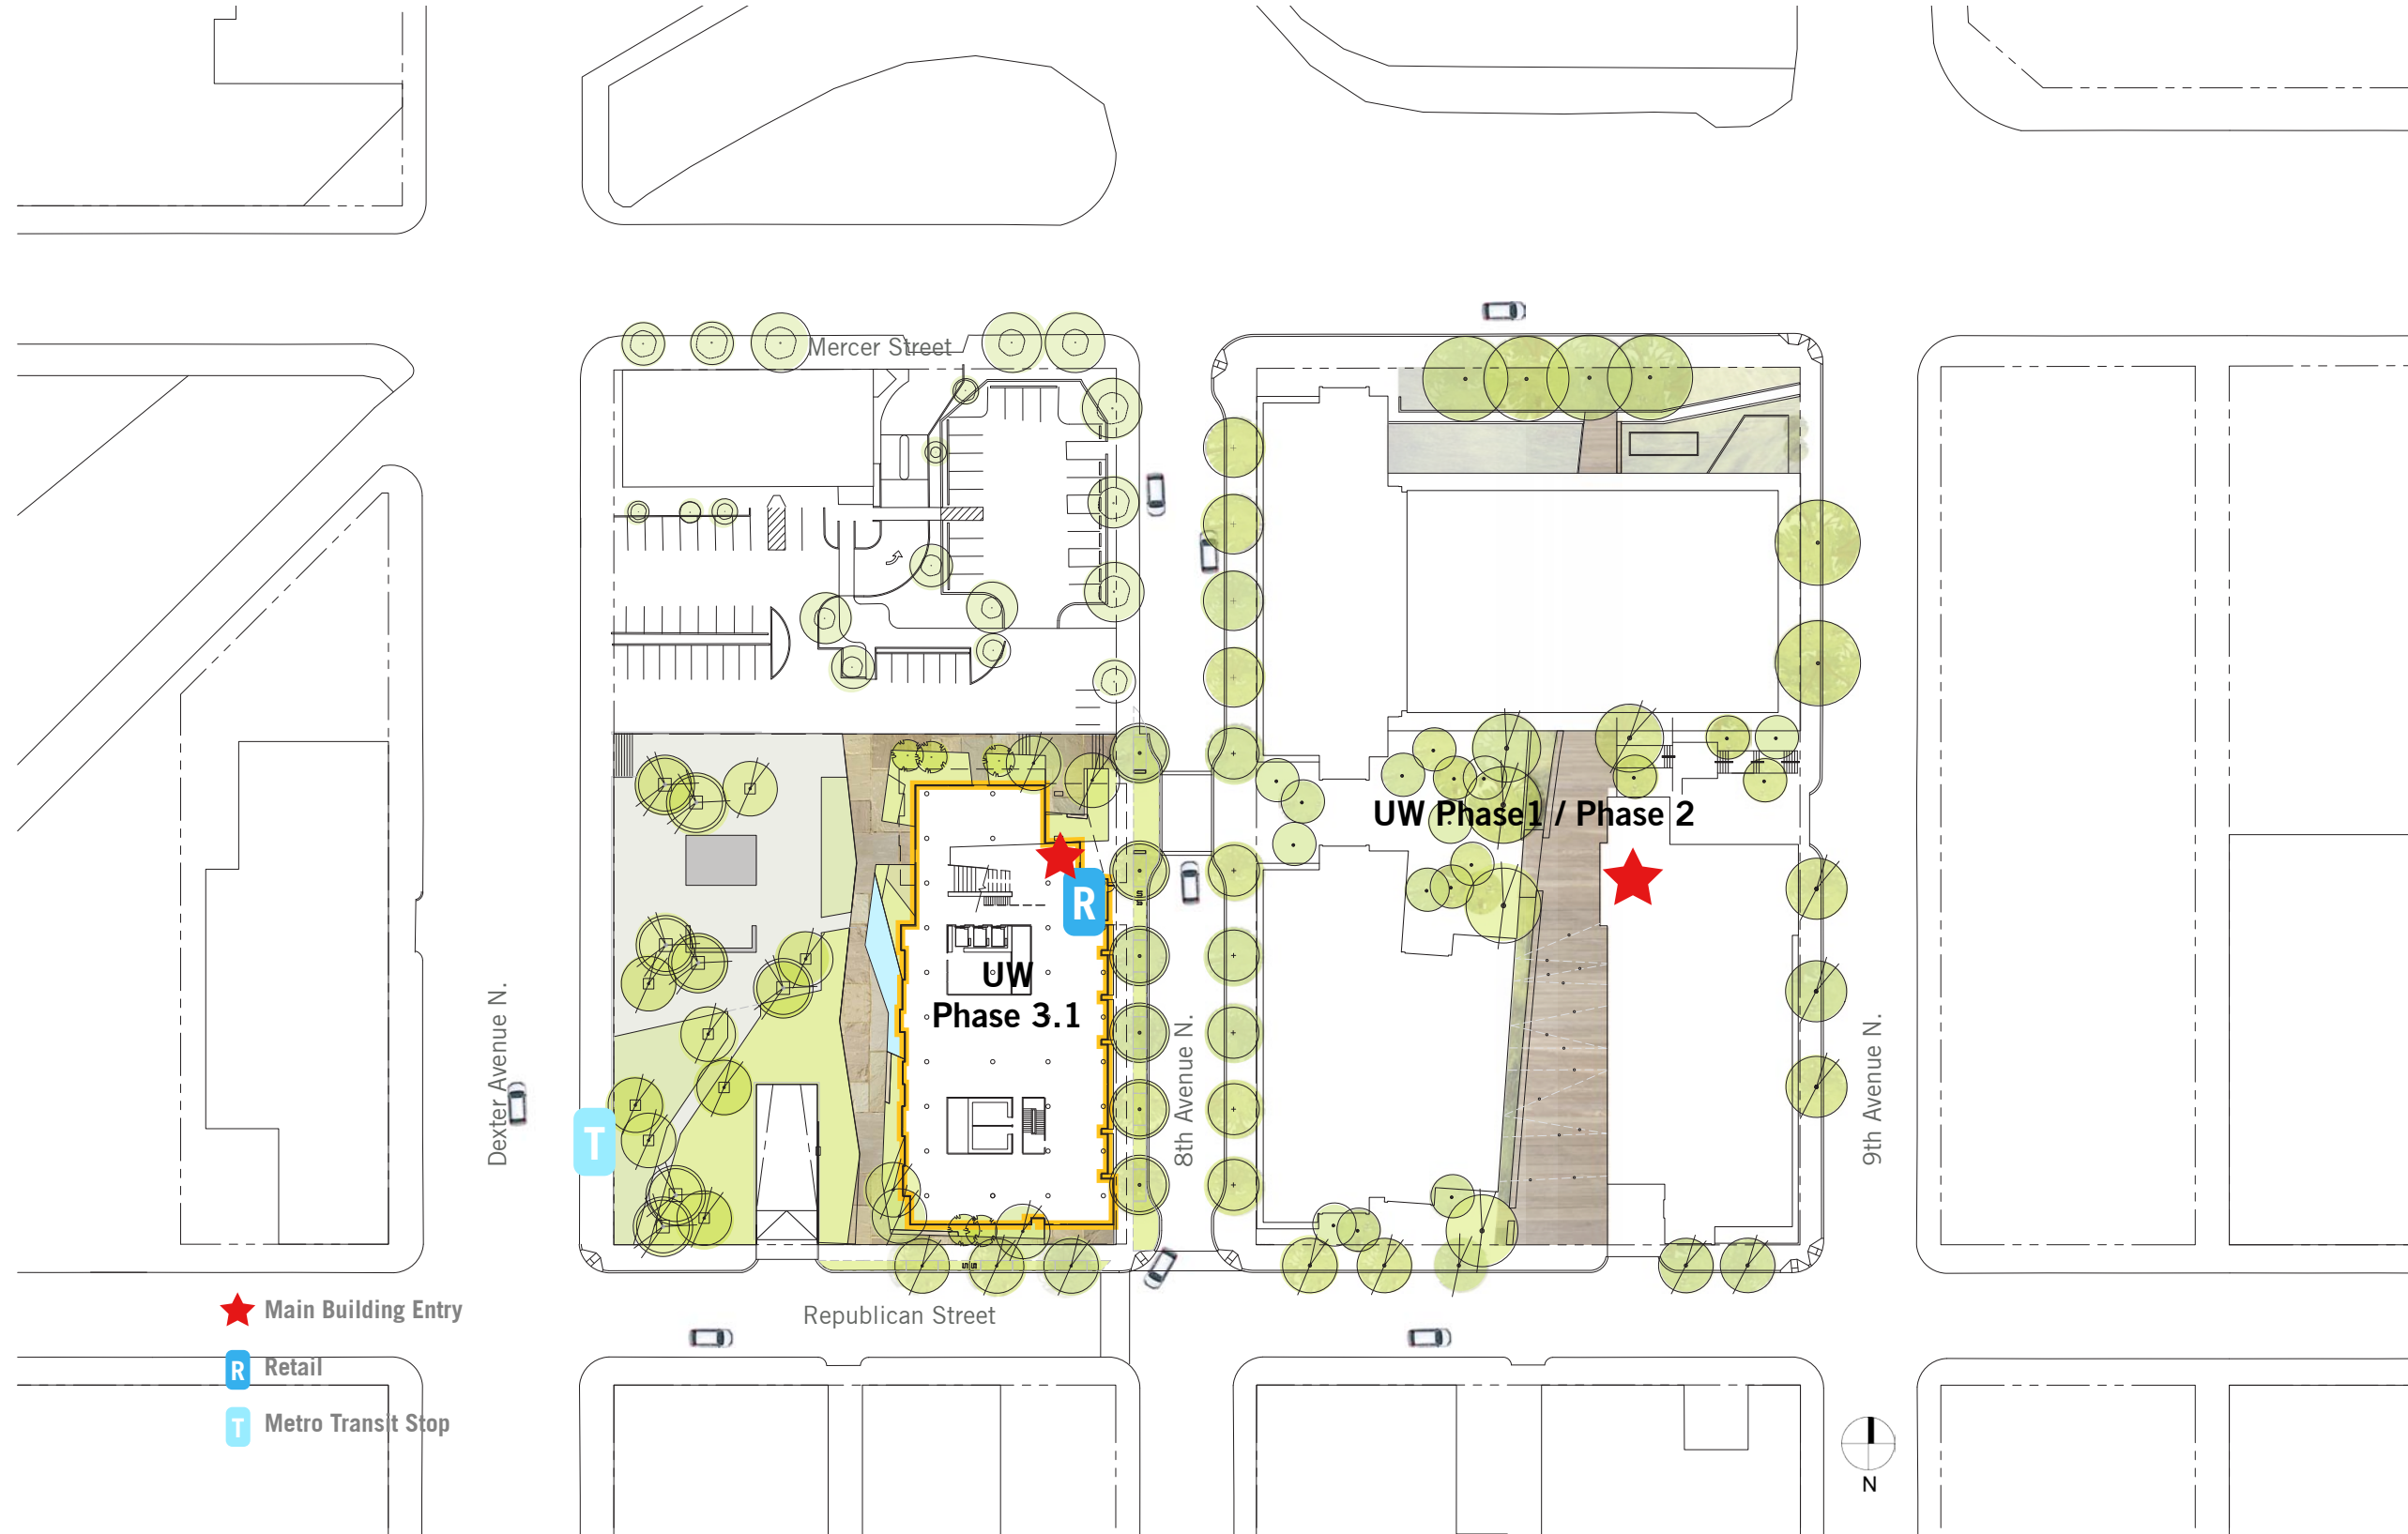 Mercer Street
UW Phase1 / Phase 2
R
UW
Phase 3.1
Dexter Avenue N.
8th Avenue N.
9th Avenue N.
T
Republican Street
Main Building Entry
R Retail
T Metro Transit Stop
N